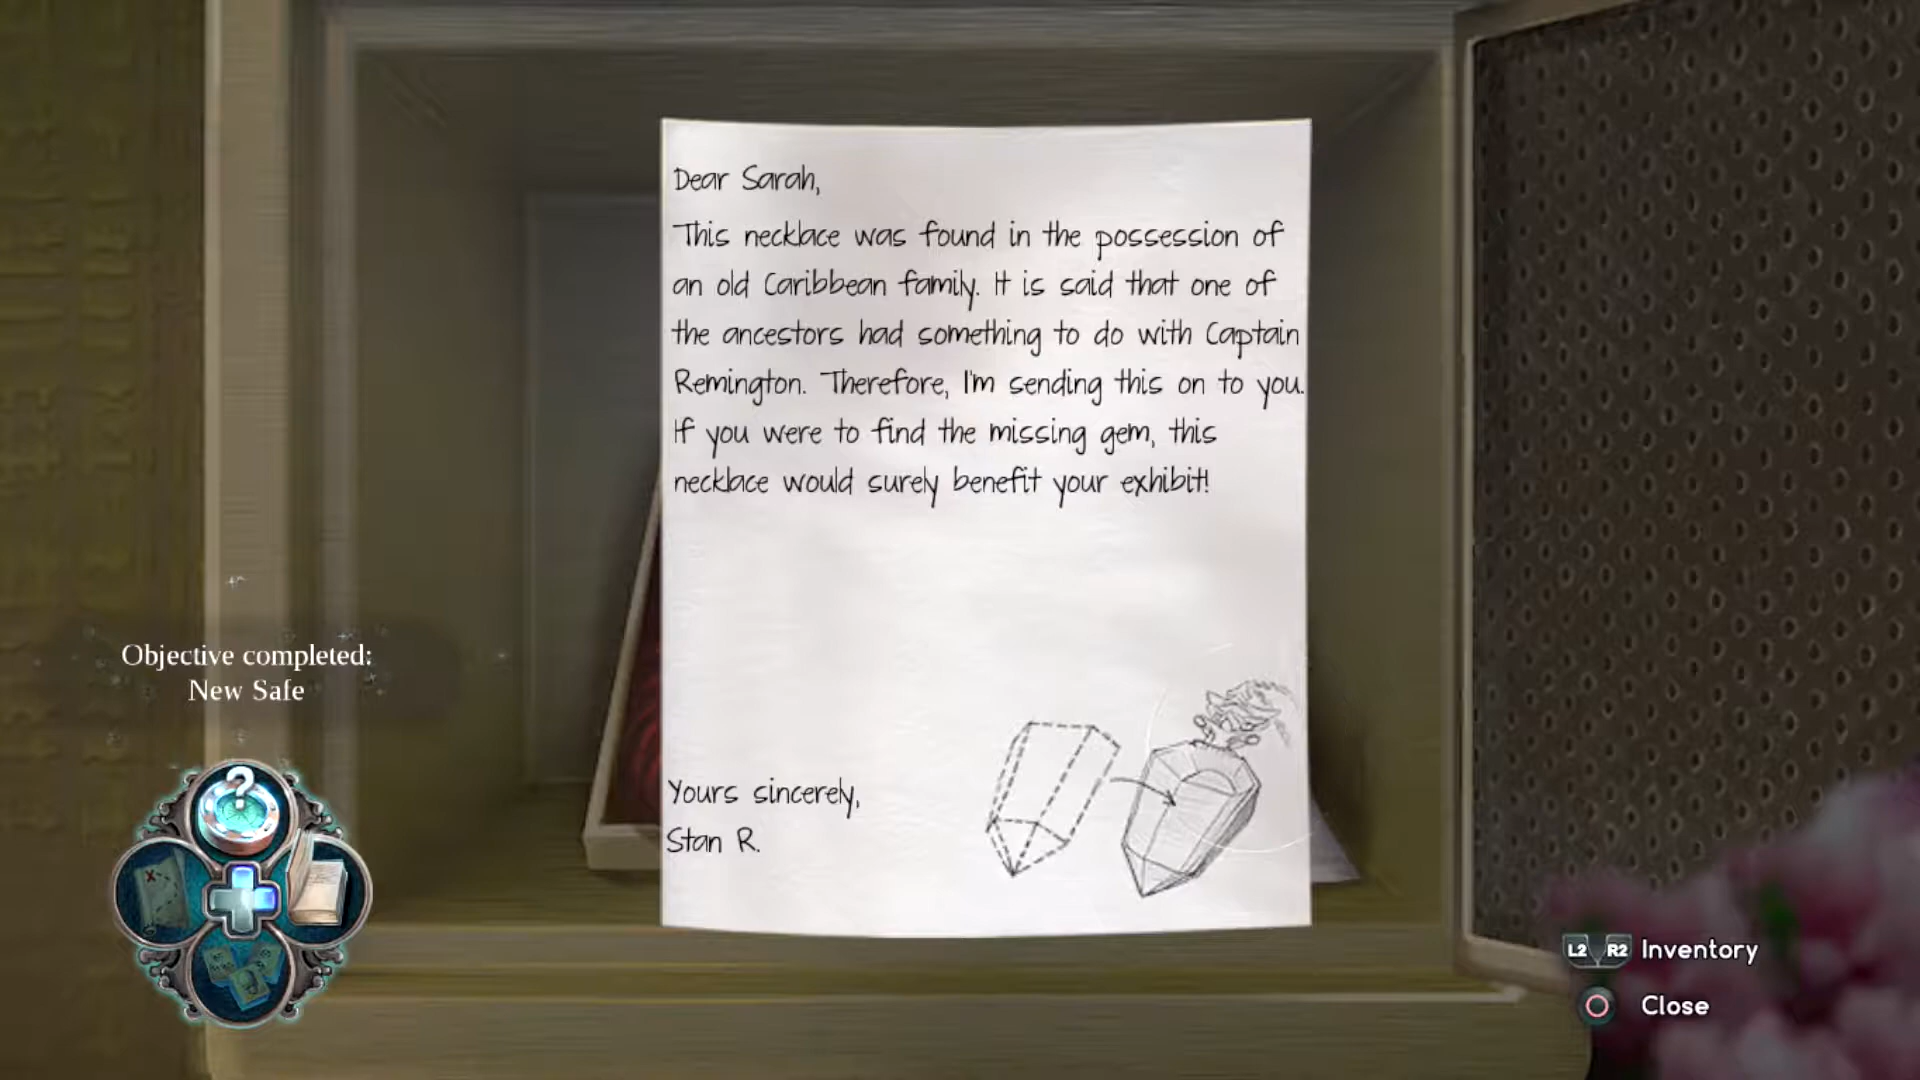 Dear Sarah,
This necklace was found in the possession of
an old Caribbean family. It is said that one of
the ancestors had something to do with Captain
Remington. Therefore, I'm sending this on to you.
If you were to find the missing gem, this
necklace would surely benefit your exhibit!
Yours sincerely,
Stan R.
Objective completed:
New Safe
?
L2 R2 Inventory
Close